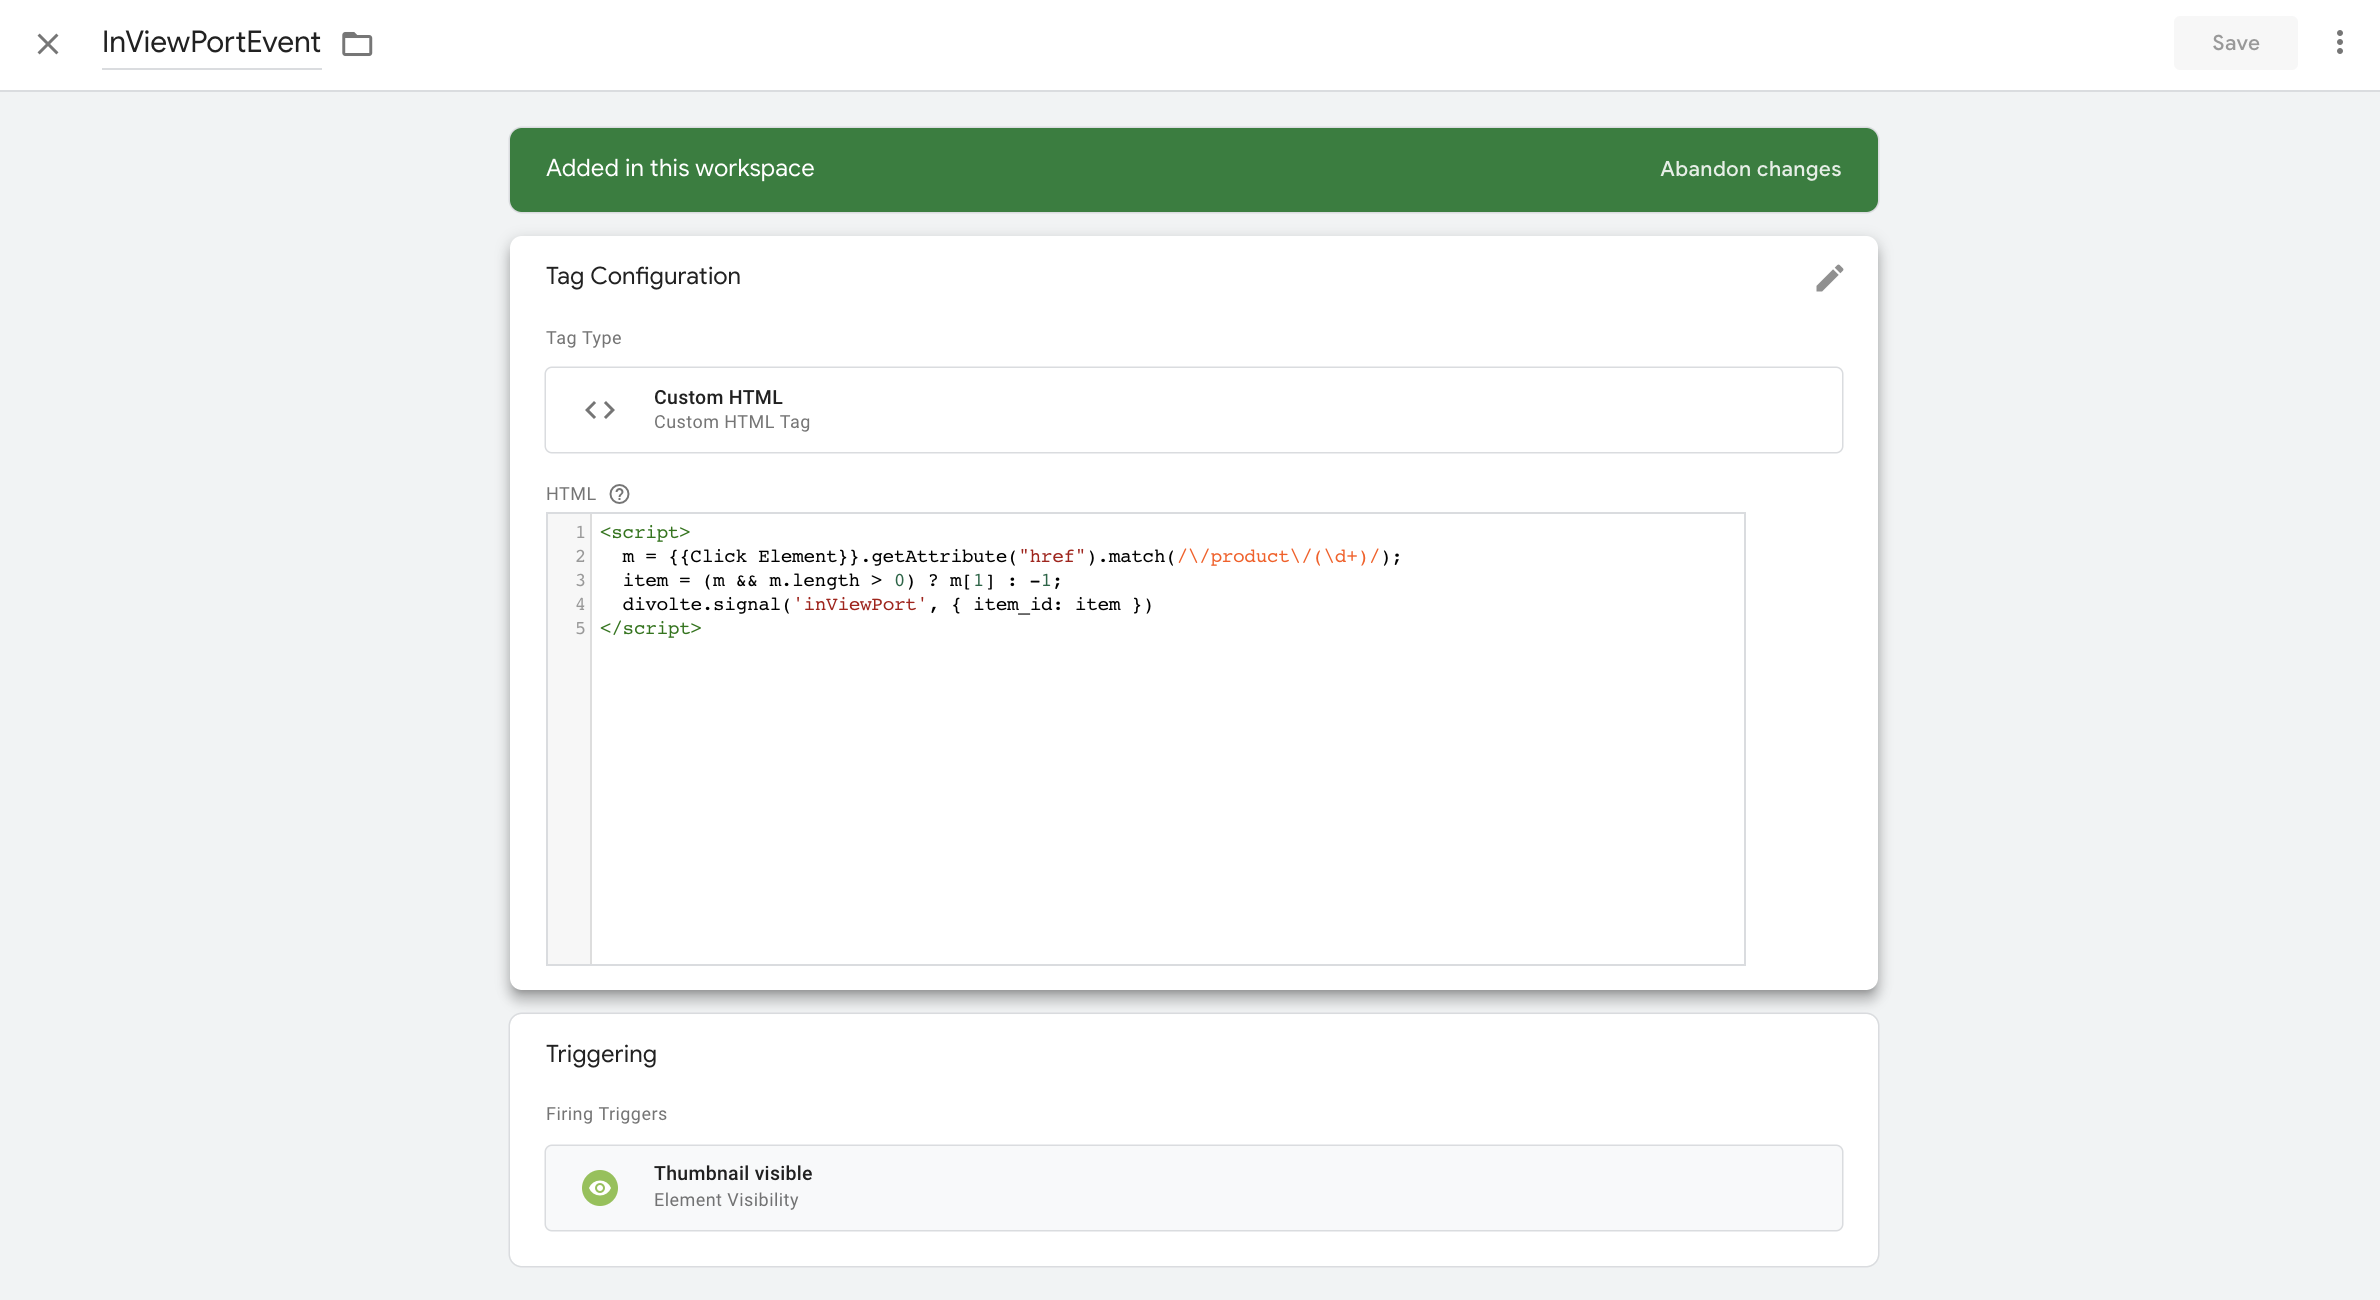 InViewPortEvent
Save
Added in this workspace
Abandon changes
Tag Configuration
Tag Type
Custom HTML
Custom HTML Tag
HTML
1 <script>
2   m = {{Click Element}}.getAttribute("href").match(/\/product\/(\d+)/);
3   item = (m && m.length > 0) ? m[1] : -1;
4   divolte.signal('inViewPort', { item_id: item })
5 </script>
Triggering
Firing Triggers
Thumbnail visible
Element Visibility